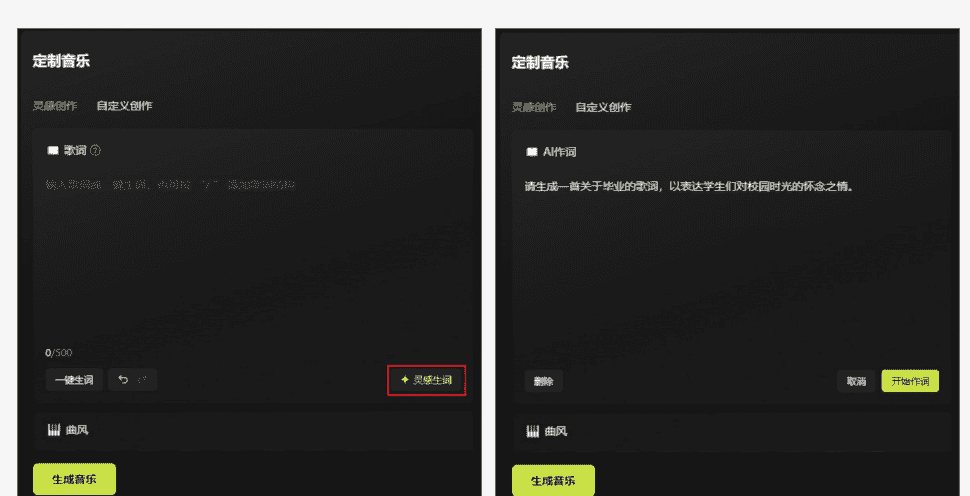 定制音乐
灵感创作 自定义创作
歌词 ?
0/500
一键生词
灵感生词
曲风
生成音乐
定制音乐
灵感创作 自定义创作
AI作词
请生成一首关于毕业的歌词，以表达学生们对校园时光的怀念之情。
删除 取消 开始作词
曲风
生成音乐